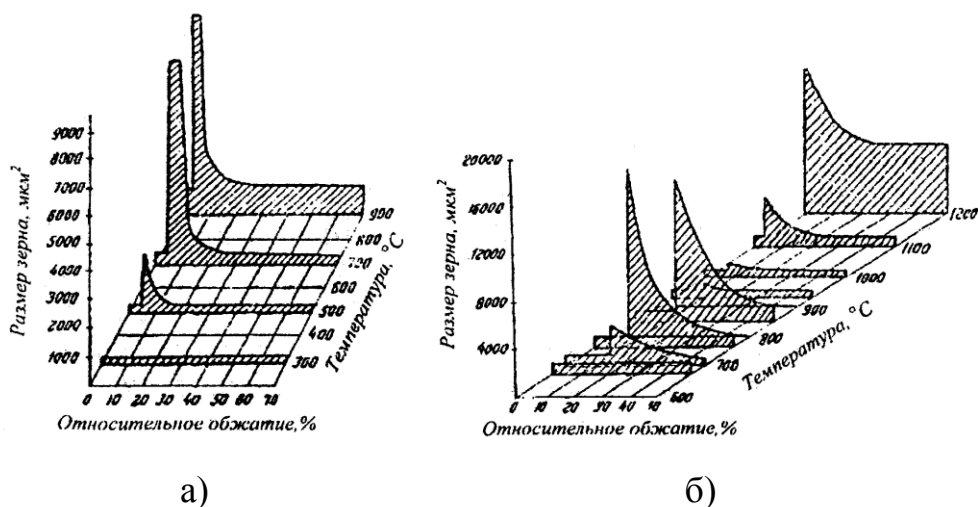 Размер зерна, мкм²
9000
8000
7000
6000
5000
4000
3000
2000
1000
0 10 20 30 40 50 60 70
Относительное обжатие, %
300
400
500
600
700
800
900
Температура, °С
а)
Размер зерна, мкм²
20000
16000
12000
8000
4000
0 10 20 30 40 50
Относительное обжатие, %
600
700
800
900
1000
1100
1200
Температура, °С
б)